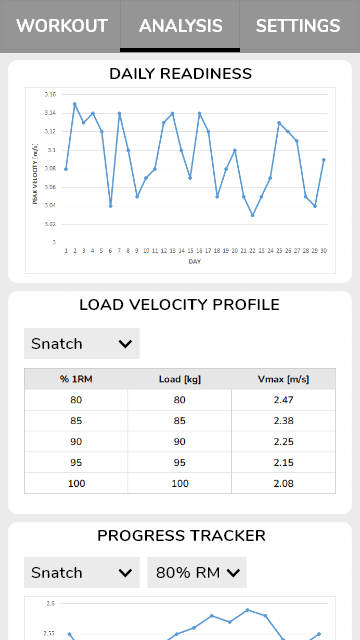 WORKOUT ANALYSIS SETTINGS
DAILY READINESS
3.16
3.14
3.12
3.1
3.08
3.06
3.04
3.02
3
PEAK VELOCITY [m/s]
1 2 3 4 5 6 7 8 9 10 11 12 13 14 15 16 17 18 19 20 21 22 23 24 25 26 27 28 29 30
DAY
LOAD VELOCITY PROFILE
Snatch
% 1RM Load [kg] Vmax [m/s]
80 80 2.47
85 85 2.38
90 90 2.25
95 95 2.15
100 100 2.08
PROGRESS TRACKER
Snatch 80% RM
2.6
2.55